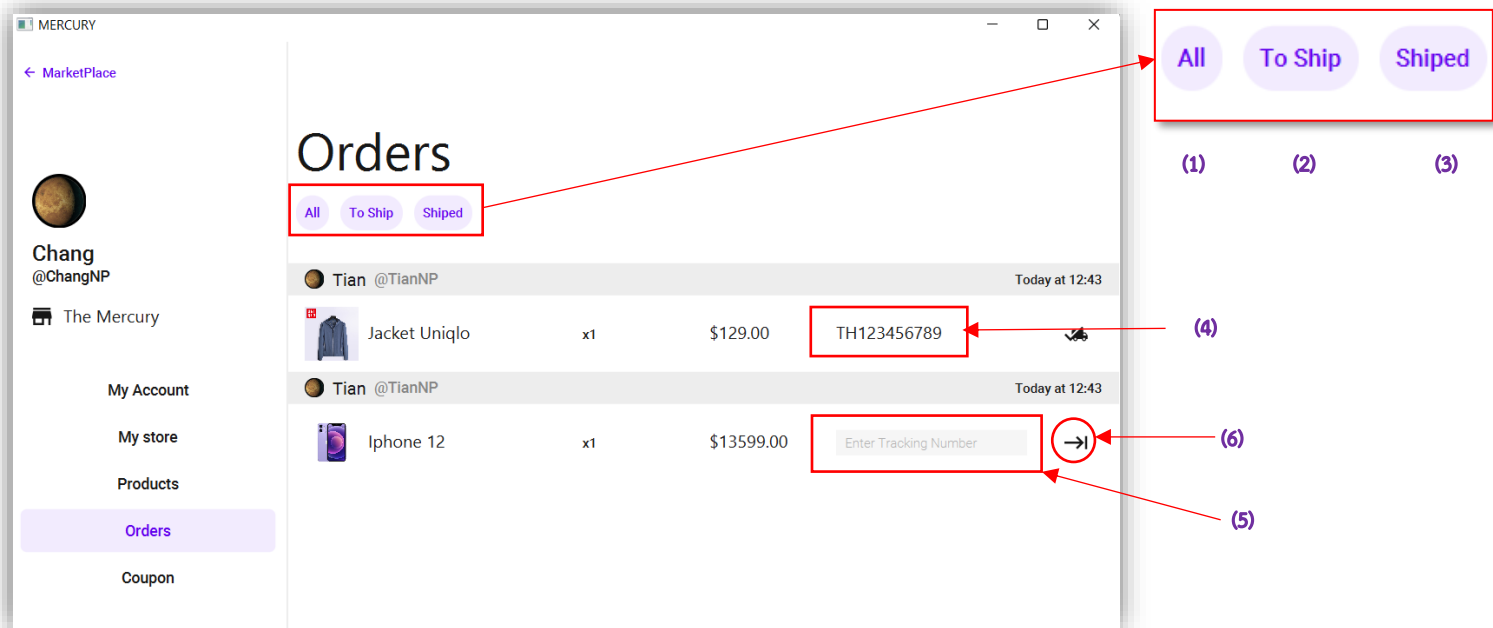 MERCURY
← MarketPlace
Chang
@ChangNP
The Mercury
My Account
My store
Products
Orders
Coupon
Orders
All To Ship Shiped
Tian @TianNP Today at 12:43
Jacket Uniqlo x1 $129.00 TH123456789
Tian @TianNP Today at 12:43
Iphone 12 x1 $13599.00 Enter Tracking Number
All To Ship Shiped
(1) (2) (3)
(4)
(6)
(5)